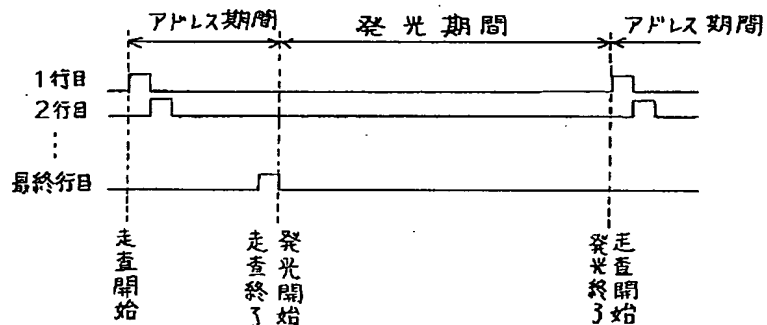 アドレス期間
発光期間
アドレス期間
1行目
2行目
最終行目
走査開始
走査終了
発光開始
発光終了
走査開始